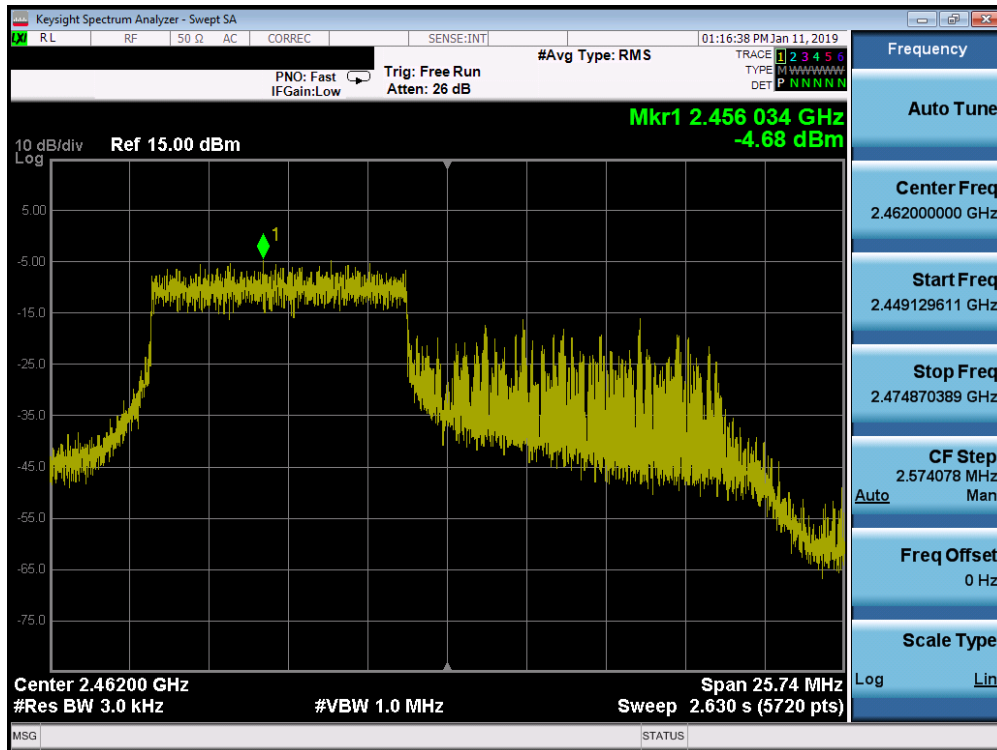 Keysight Spectrum Analyzer - Swept SA
LXI RL RF 50 Ω AC CORREC SENSE:INT 01:16:38 PM Jan 11, 2019
Frequency
PNO: Fast
IFGain:Low
Trig: Free Run
Atten: 26 dB
#Avg Type: RMS
TRACE 1 2 3 4 5 6
TYPE M WWWWW
DET P N N N N N
Mkr1 2.456 034 GHz
-4.68 dBm
10 dB/div Ref 15.00 dBm
Log
1
5.00
-5.00
-15.0
-25.0
-35.0
-45.0
-55.0
-65.0
-75.0
Center 2.46200 GHz Span 25.74 MHz
#Res BW 3.0 kHz #VBW 1.0 MHz Sweep 2.630 s (5720 pts)
MSG STATUS
Auto Tune
Center Freq
2.462000000 GHz
Start Freq
2.449129611 GHz
Stop Freq
2.474870389 GHz
CF Step
2.574078 MHz
Auto Man
Freq Offset
0 Hz
Scale Type
Log Lin